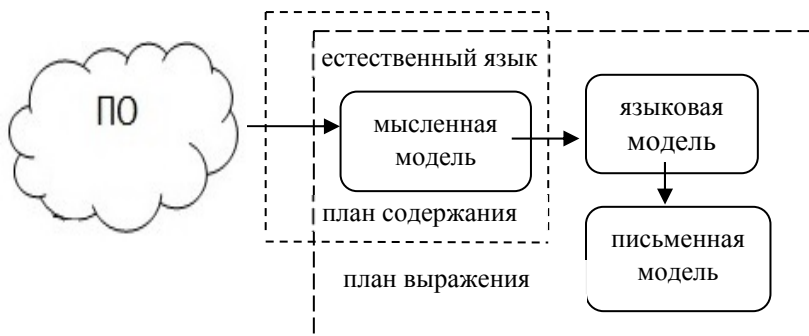 ПО
естественный язык
мысленная
модель
план содержания
план выражения
языковая
модель
письменная
модель